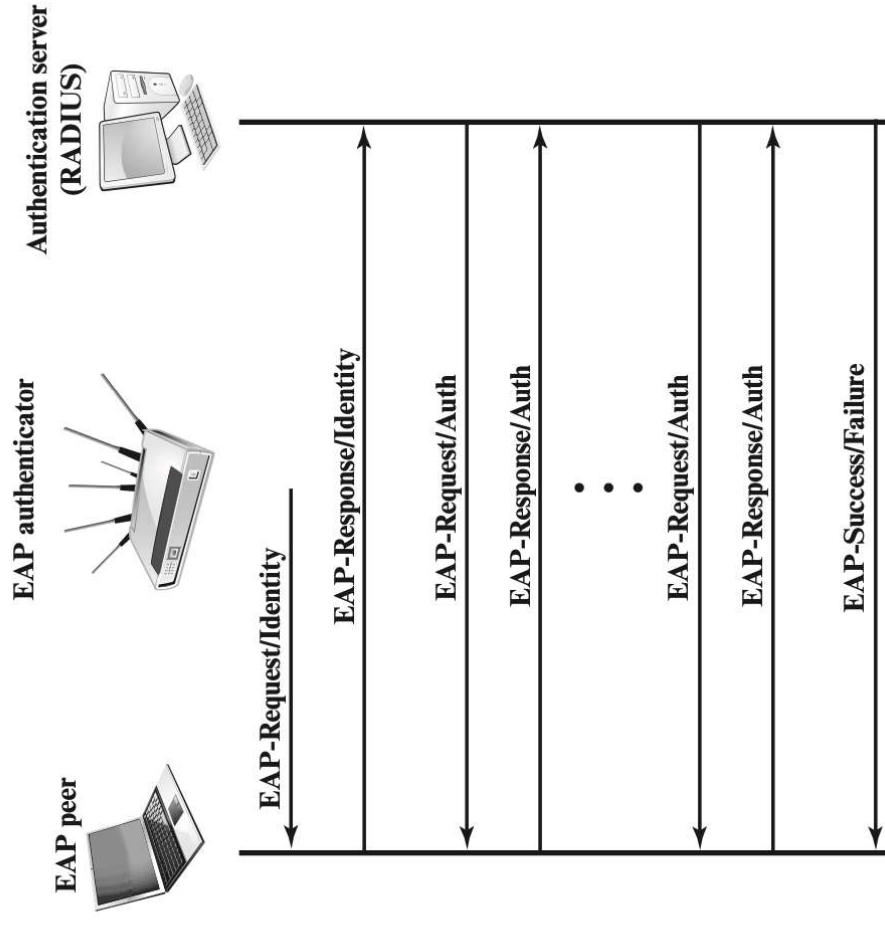 EAP peer
EAP authenticator
Authentication server
(RADIUS)
EAP-Request/Identity
EAP-Response/Identity
EAP-Request/Auth
EAP-Response/Auth
EAP-Request/Auth
EAP-Response/Auth
EAP-Success/Failure